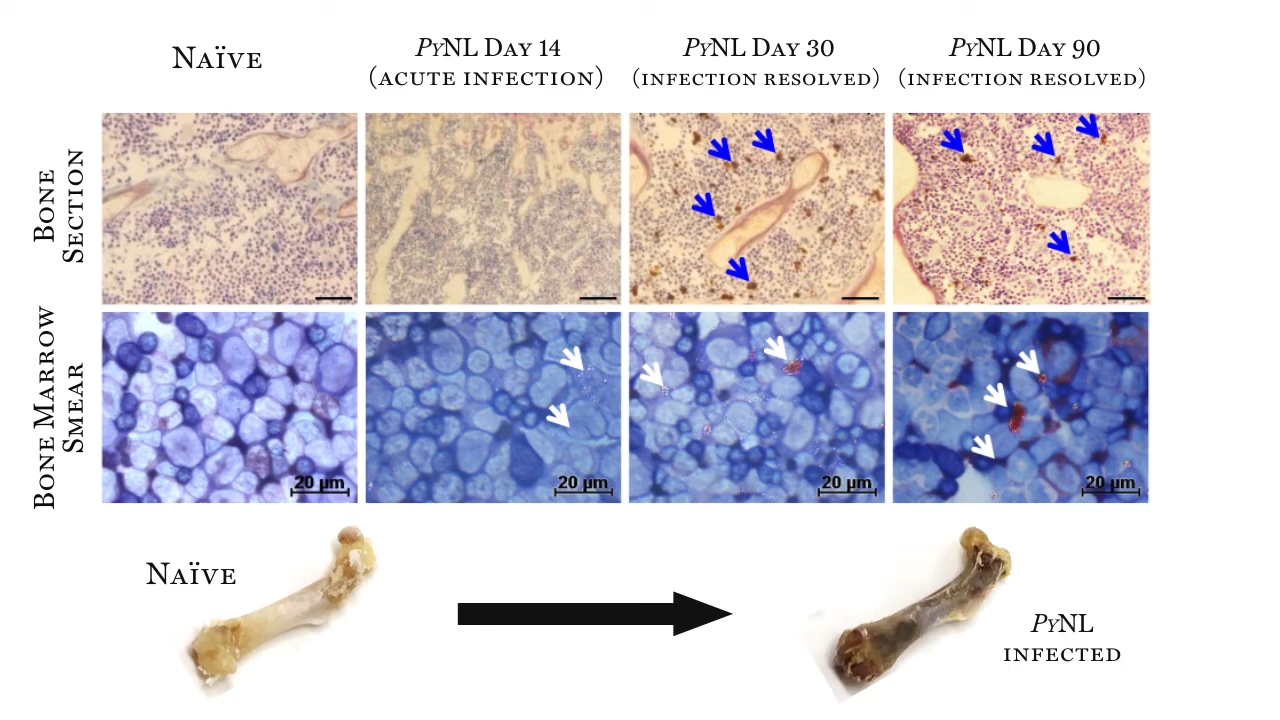 Naïve
PyNL Day 14
(acute infection)
PyNL Day 30
(infection resolved)
PyNL Day 90
(infection resolved)
Bone
Section
Bone Marrow
Smear
20 µm
20 µm
20 µm
20 µm
Naïve
PyNL
infected